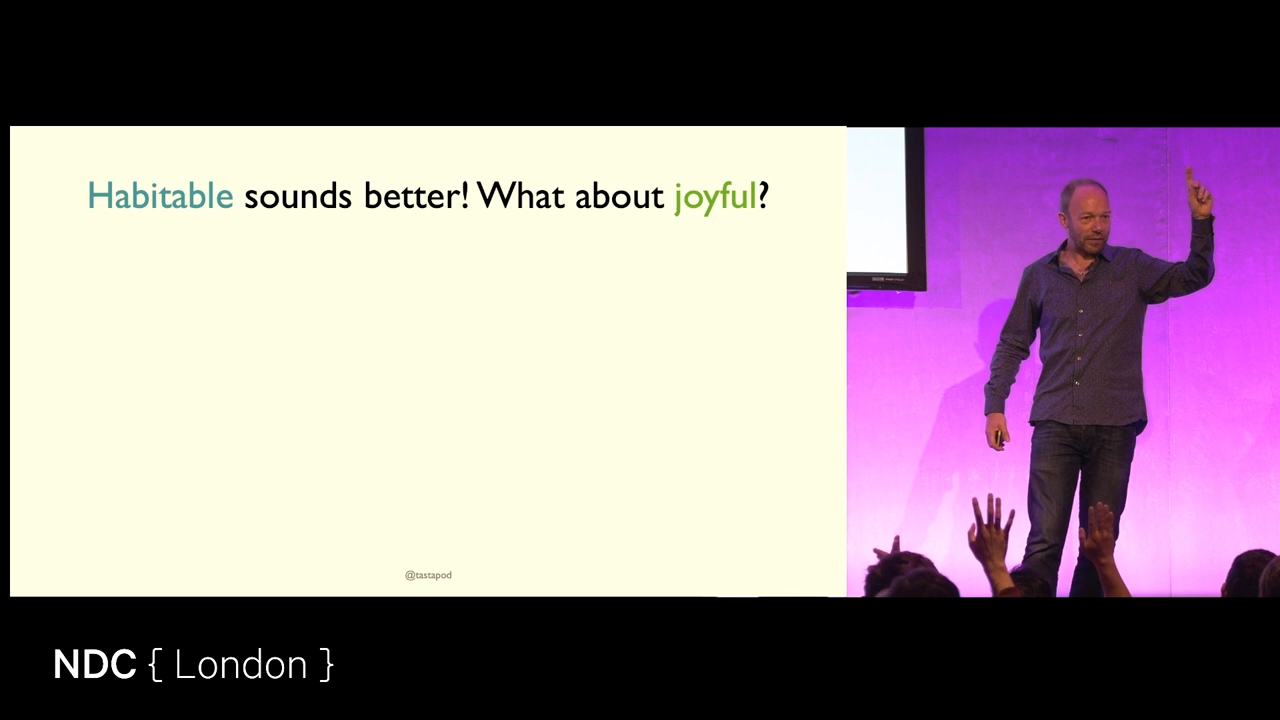 Habitable sounds better! What about joyful?
@tastapod
NDC { London }